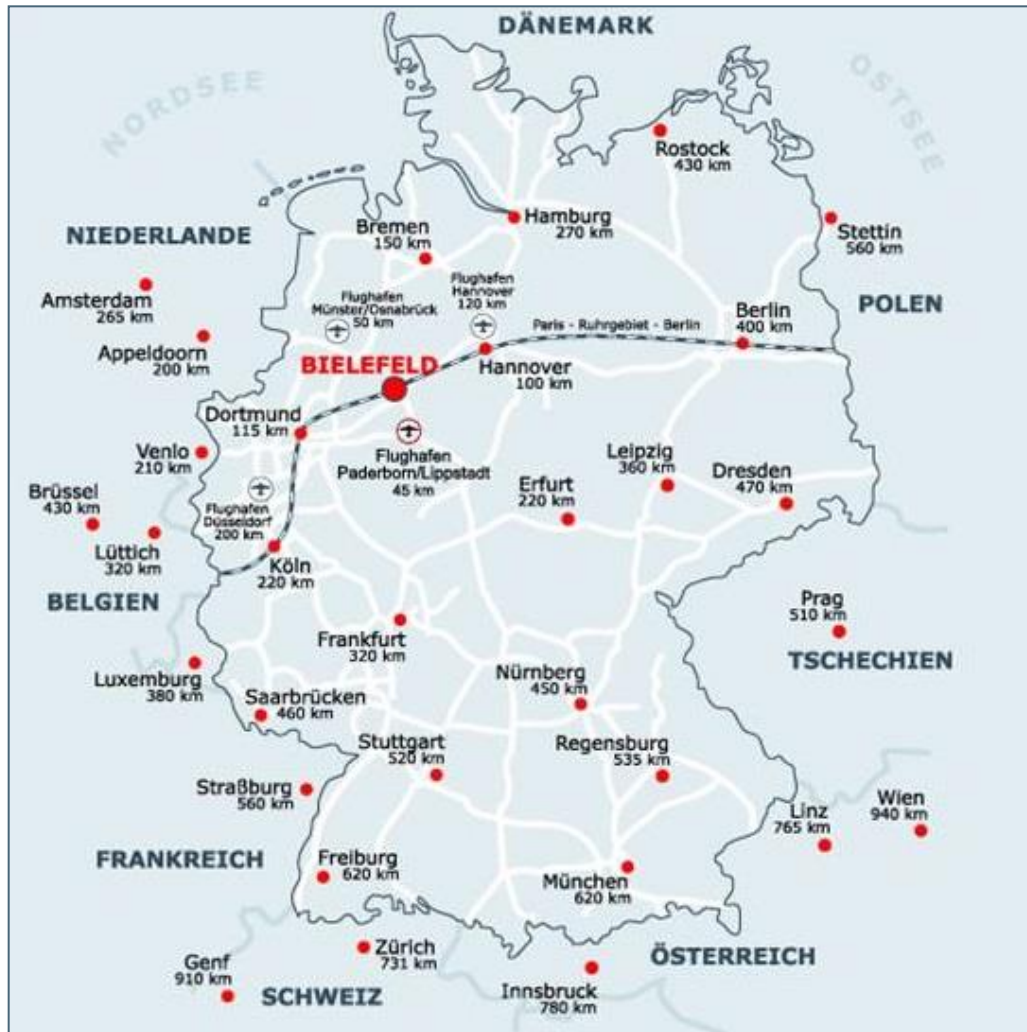 DÄNEMARK
NORDSEE
OSTSEE
Rostock
430 km
Hamburg
270 km
Bremen
150 km
Stettin
560 km
NIEDERLANDE
Amsterdam
265 km
Appeldoorn
200 km
Flughafen
Münster/Osnabrück
50 km
Flughafen
Hannover
120 km
POLEN
Berlin
400 km
Paris - Ruhrgebiet - Berlin
BIELEFELD
Hannover
100 km
Dortmund
115 km
Venlo
210 km
Flughafen
Paderborn/Lippstadt
45 km
Leipzig
360 km
Dresden
470 km
Erfurt
220 km
Brüssel
430 km
Lüttich
320 km
Flughafen
Düsseldorf
200 km
Köln
220 km
BELGIEN
Prag
510 km
TSCHECHIEN
Frankfurt
320 km
Luxemburg
380 km
Saarbrücken
460 km
Nürnberg
450 km
Stuttgart
520 km
Regensburg
535 km
Straßburg
560 km
Linz
765 km
Wien
940 km
FRANKREICH
Freiburg
620 km
München
620 km
Zürich
731 km
ÖSTERREICH
Genf
910 km
SCHWEIZ
Innsbruck
780 km